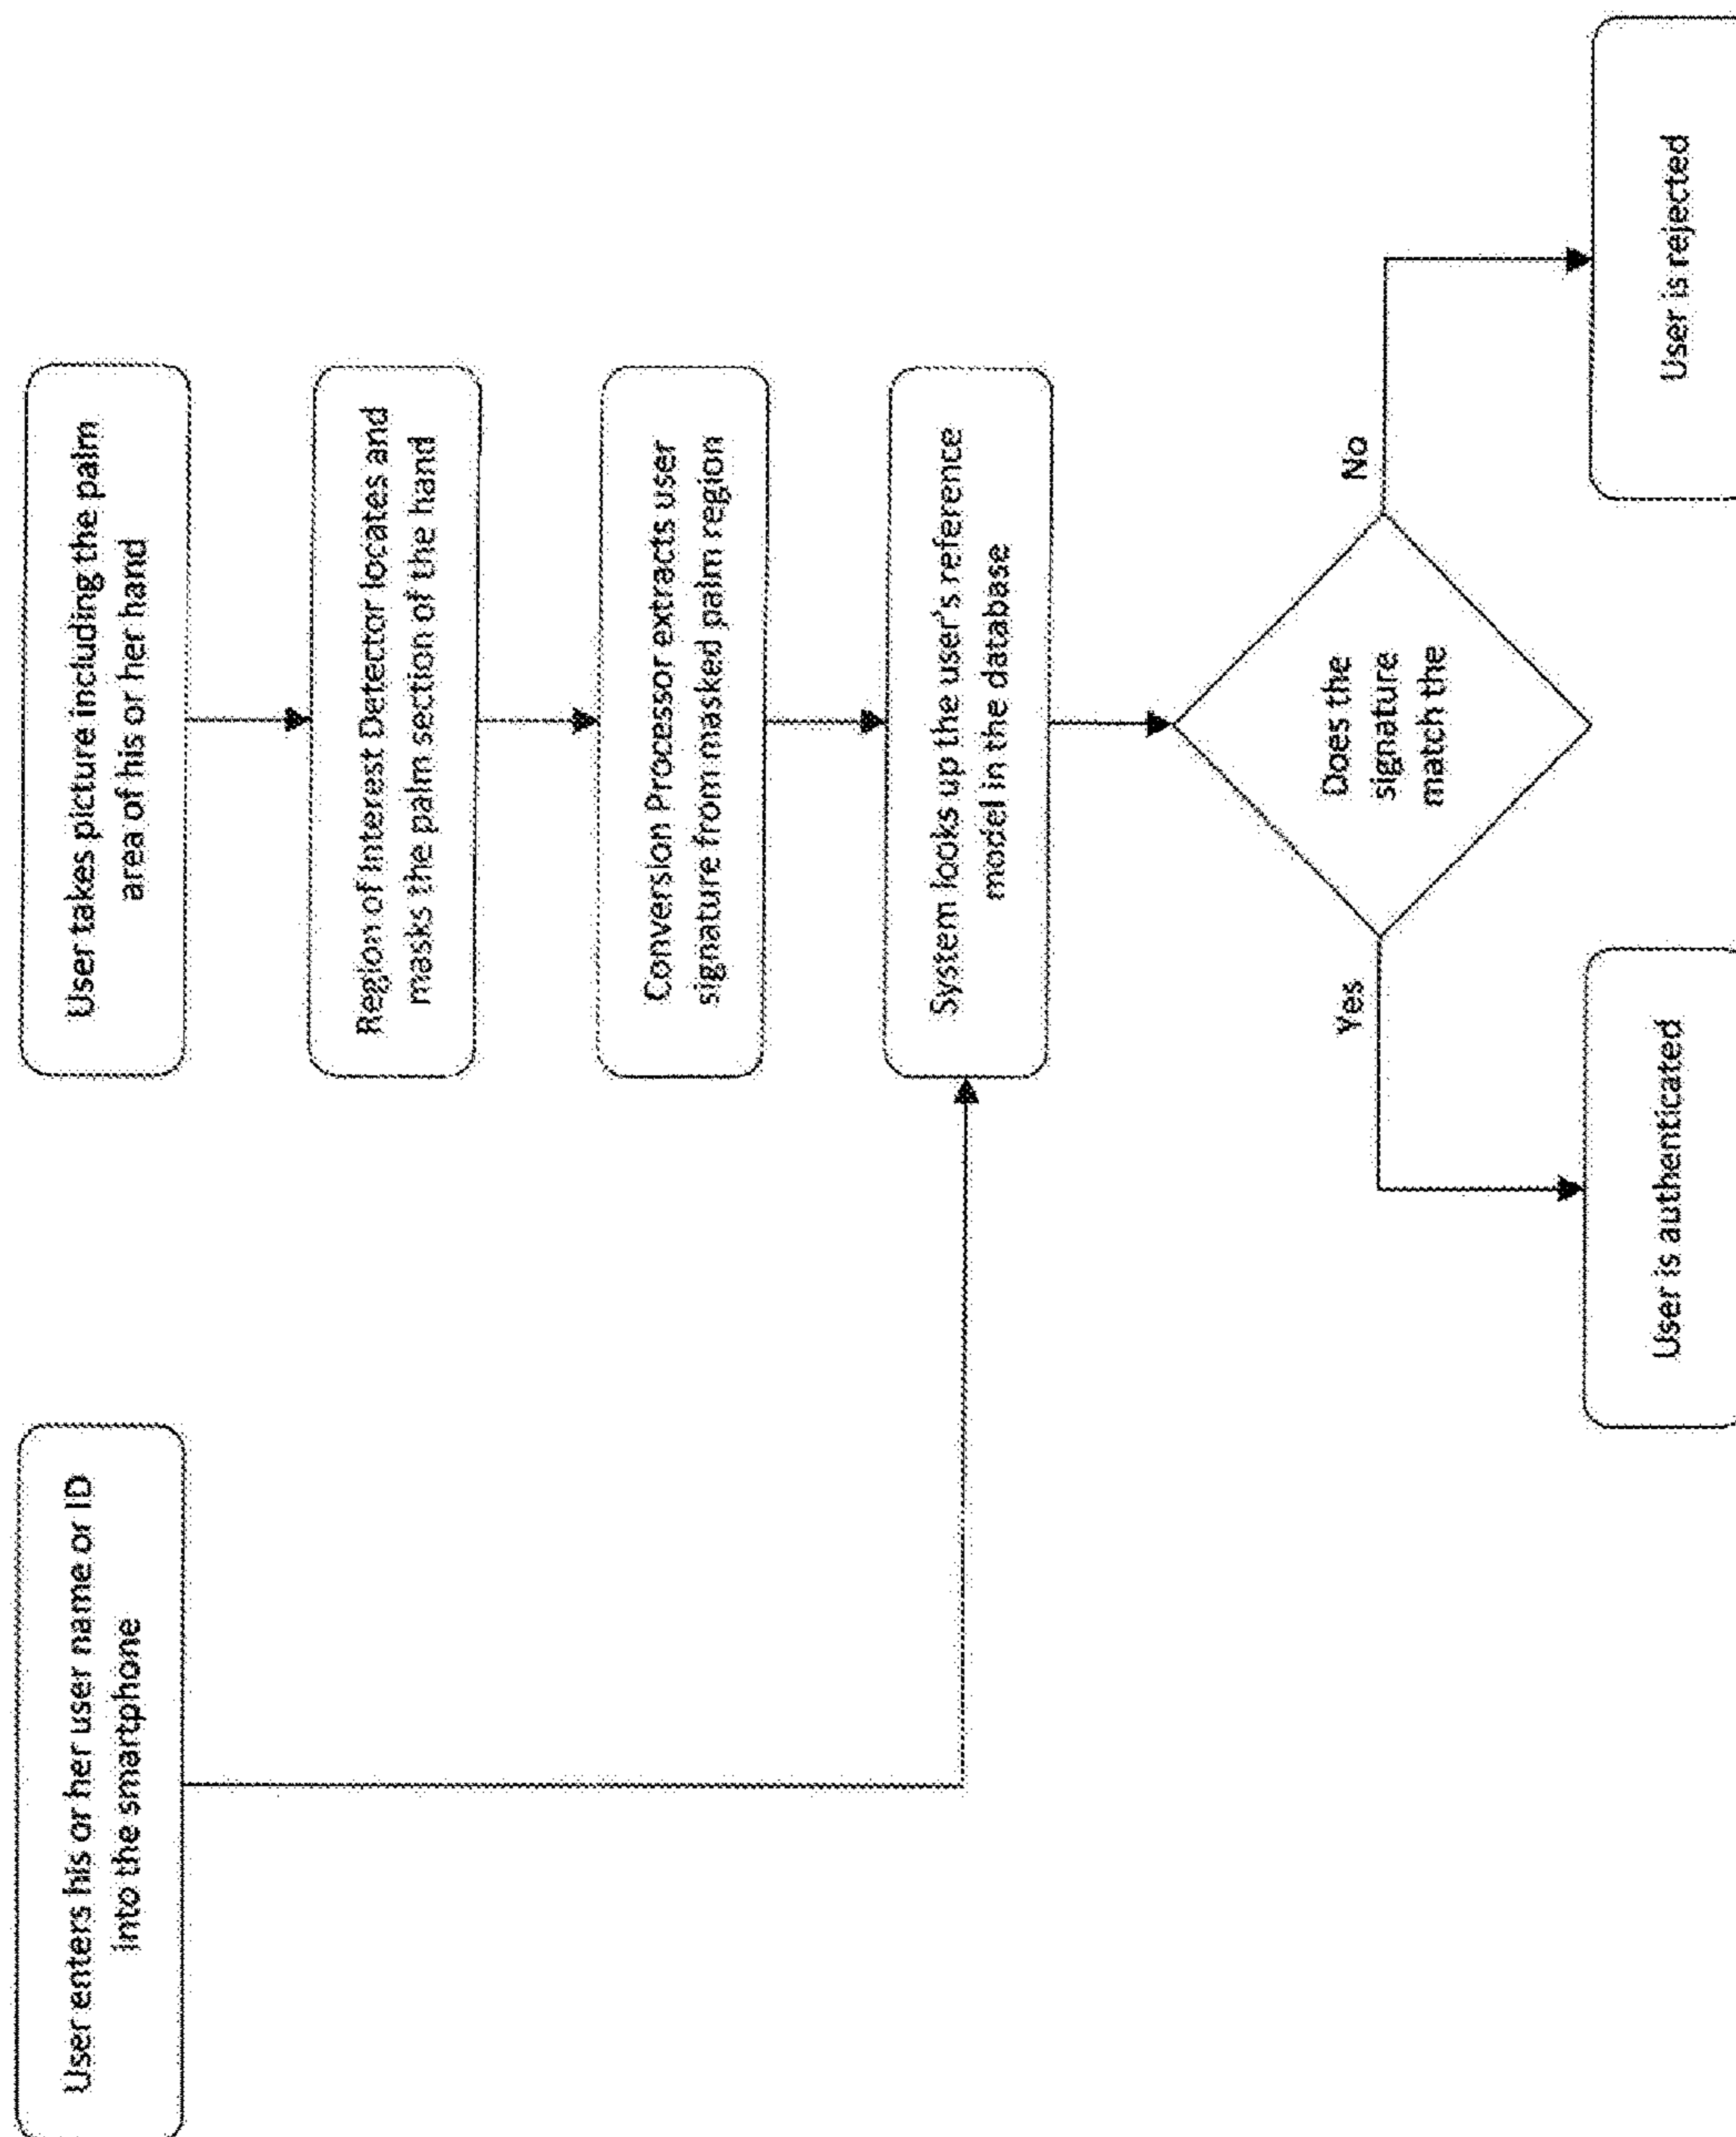 User enters his or her user name or ID
into the smartphone
User takes picture including the palm
area of his or her hand
Region of Interest Detector locates and
masks the palm section of the hand
Conversion Processor extracts user
signature from masked palm region
System looks up the user's reference
model in the database
Does the
signature
match the
Yes
No
User is authenticated
User is rejected